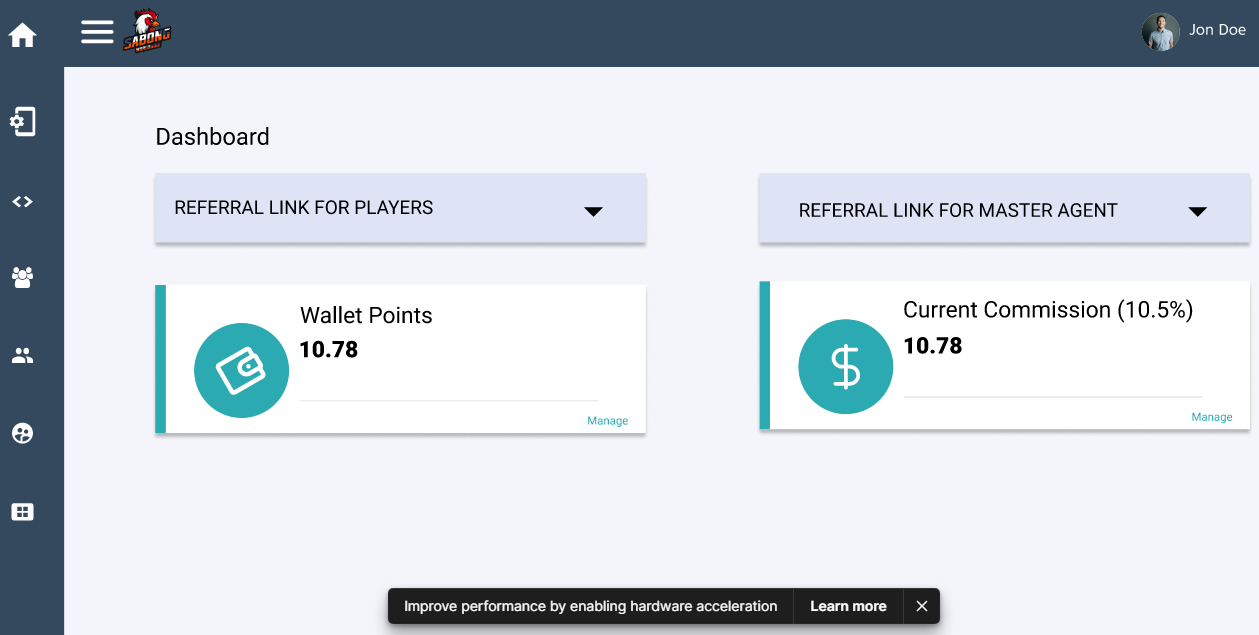 SABONG
Jon Doe
Dashboard
REFERRAL LINK FOR PLAYERS
REFERRAL LINK FOR MASTER AGENT
Wallet Points
10.78
Manage
Current Commission (10.5%)
10.78
Manage
Improve performance by enabling hardware acceleration
Learn more